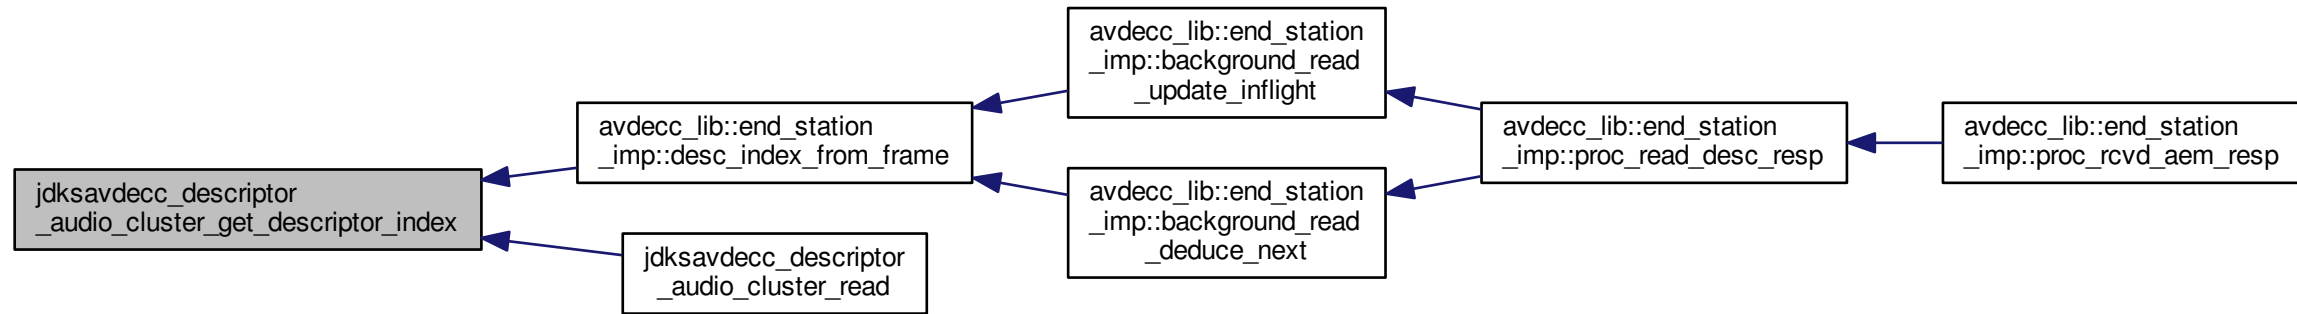 jdksavdecc_descriptor
_audio_cluster_get_descriptor_index
avdecc_lib::end_station
_imp::desc_index_from_frame
jdksavdecc_descriptor
_audio_cluster_read
avdecc_lib::end_station
_imp::background_read
_update_inflight
avdecc_lib::end_station
_imp::background_read
_deduce_next
avdecc_lib::end_station
_imp::proc_read_desc_resp
avdecc_lib::end_station
_imp::proc_rcvd_aem_resp